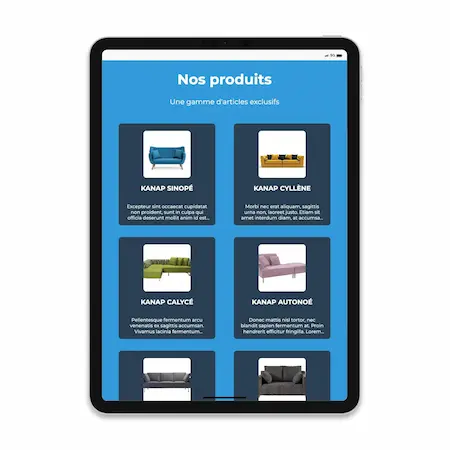 Nos produits
Une gamme d'articles exclusifs
KANAP SINOPÉ
Excepteur sint occaecat cupidatat
non proident, sunt in culpa qui
officia deserunt mollit anim id est...
KANAP CYLLÈNE
Morbi nec erat aliquam, sagittis
urna non, laoreet justo. Etiam sit
amet interdum diam, at accumsa...
KANAP CALYCÉ
Pellentesque fermentum arcu
venenatis ex sagittis accumsan.
Vivamus lacinia fermentum...
KANAP AUTONOÉ
Donec mattis nisl tortor, nec
blandit sapien fermentum at. Proin
hendrerit efficitur fringilla. Lorem...